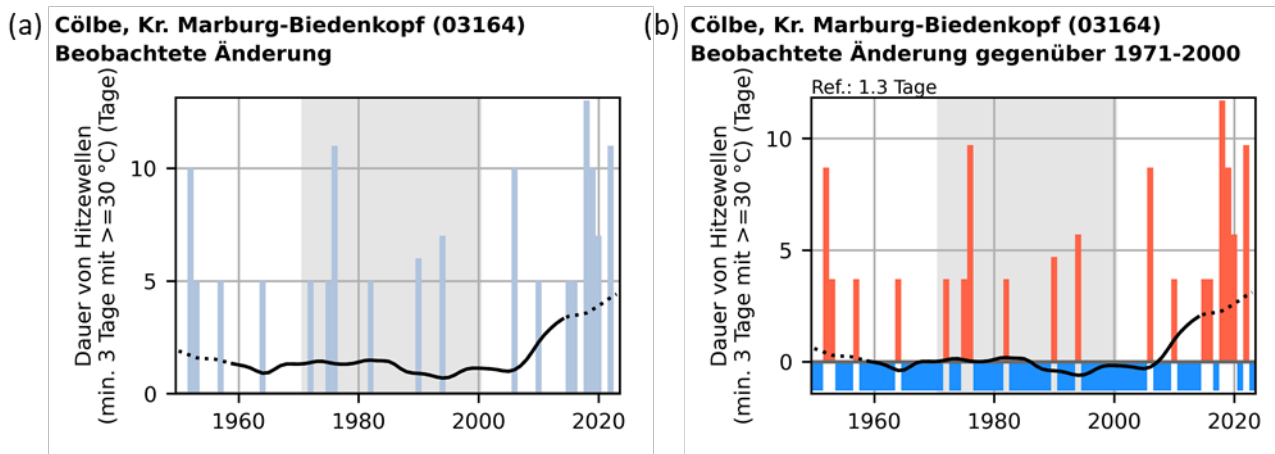 (a)
Cölbe, Kr. Marburg-Biedenkopf (03164)
Beobachtete Änderung
Dauer von Hitzewellen
(min. 3 Tage mit >=30 °C) (Tage)
10
5
0
1960
1980
2000
2020
(b)
Cölbe, Kr. Marburg-Biedenkopf (03164)
Beobachtete Änderung gegenüber 1971-2000
Ref.: 1.3 Tage
Dauer von Hitzewellen
(min. 3 Tage mit >=30 °C) (Tage)
10
5
0
1960
1980
2000
2020